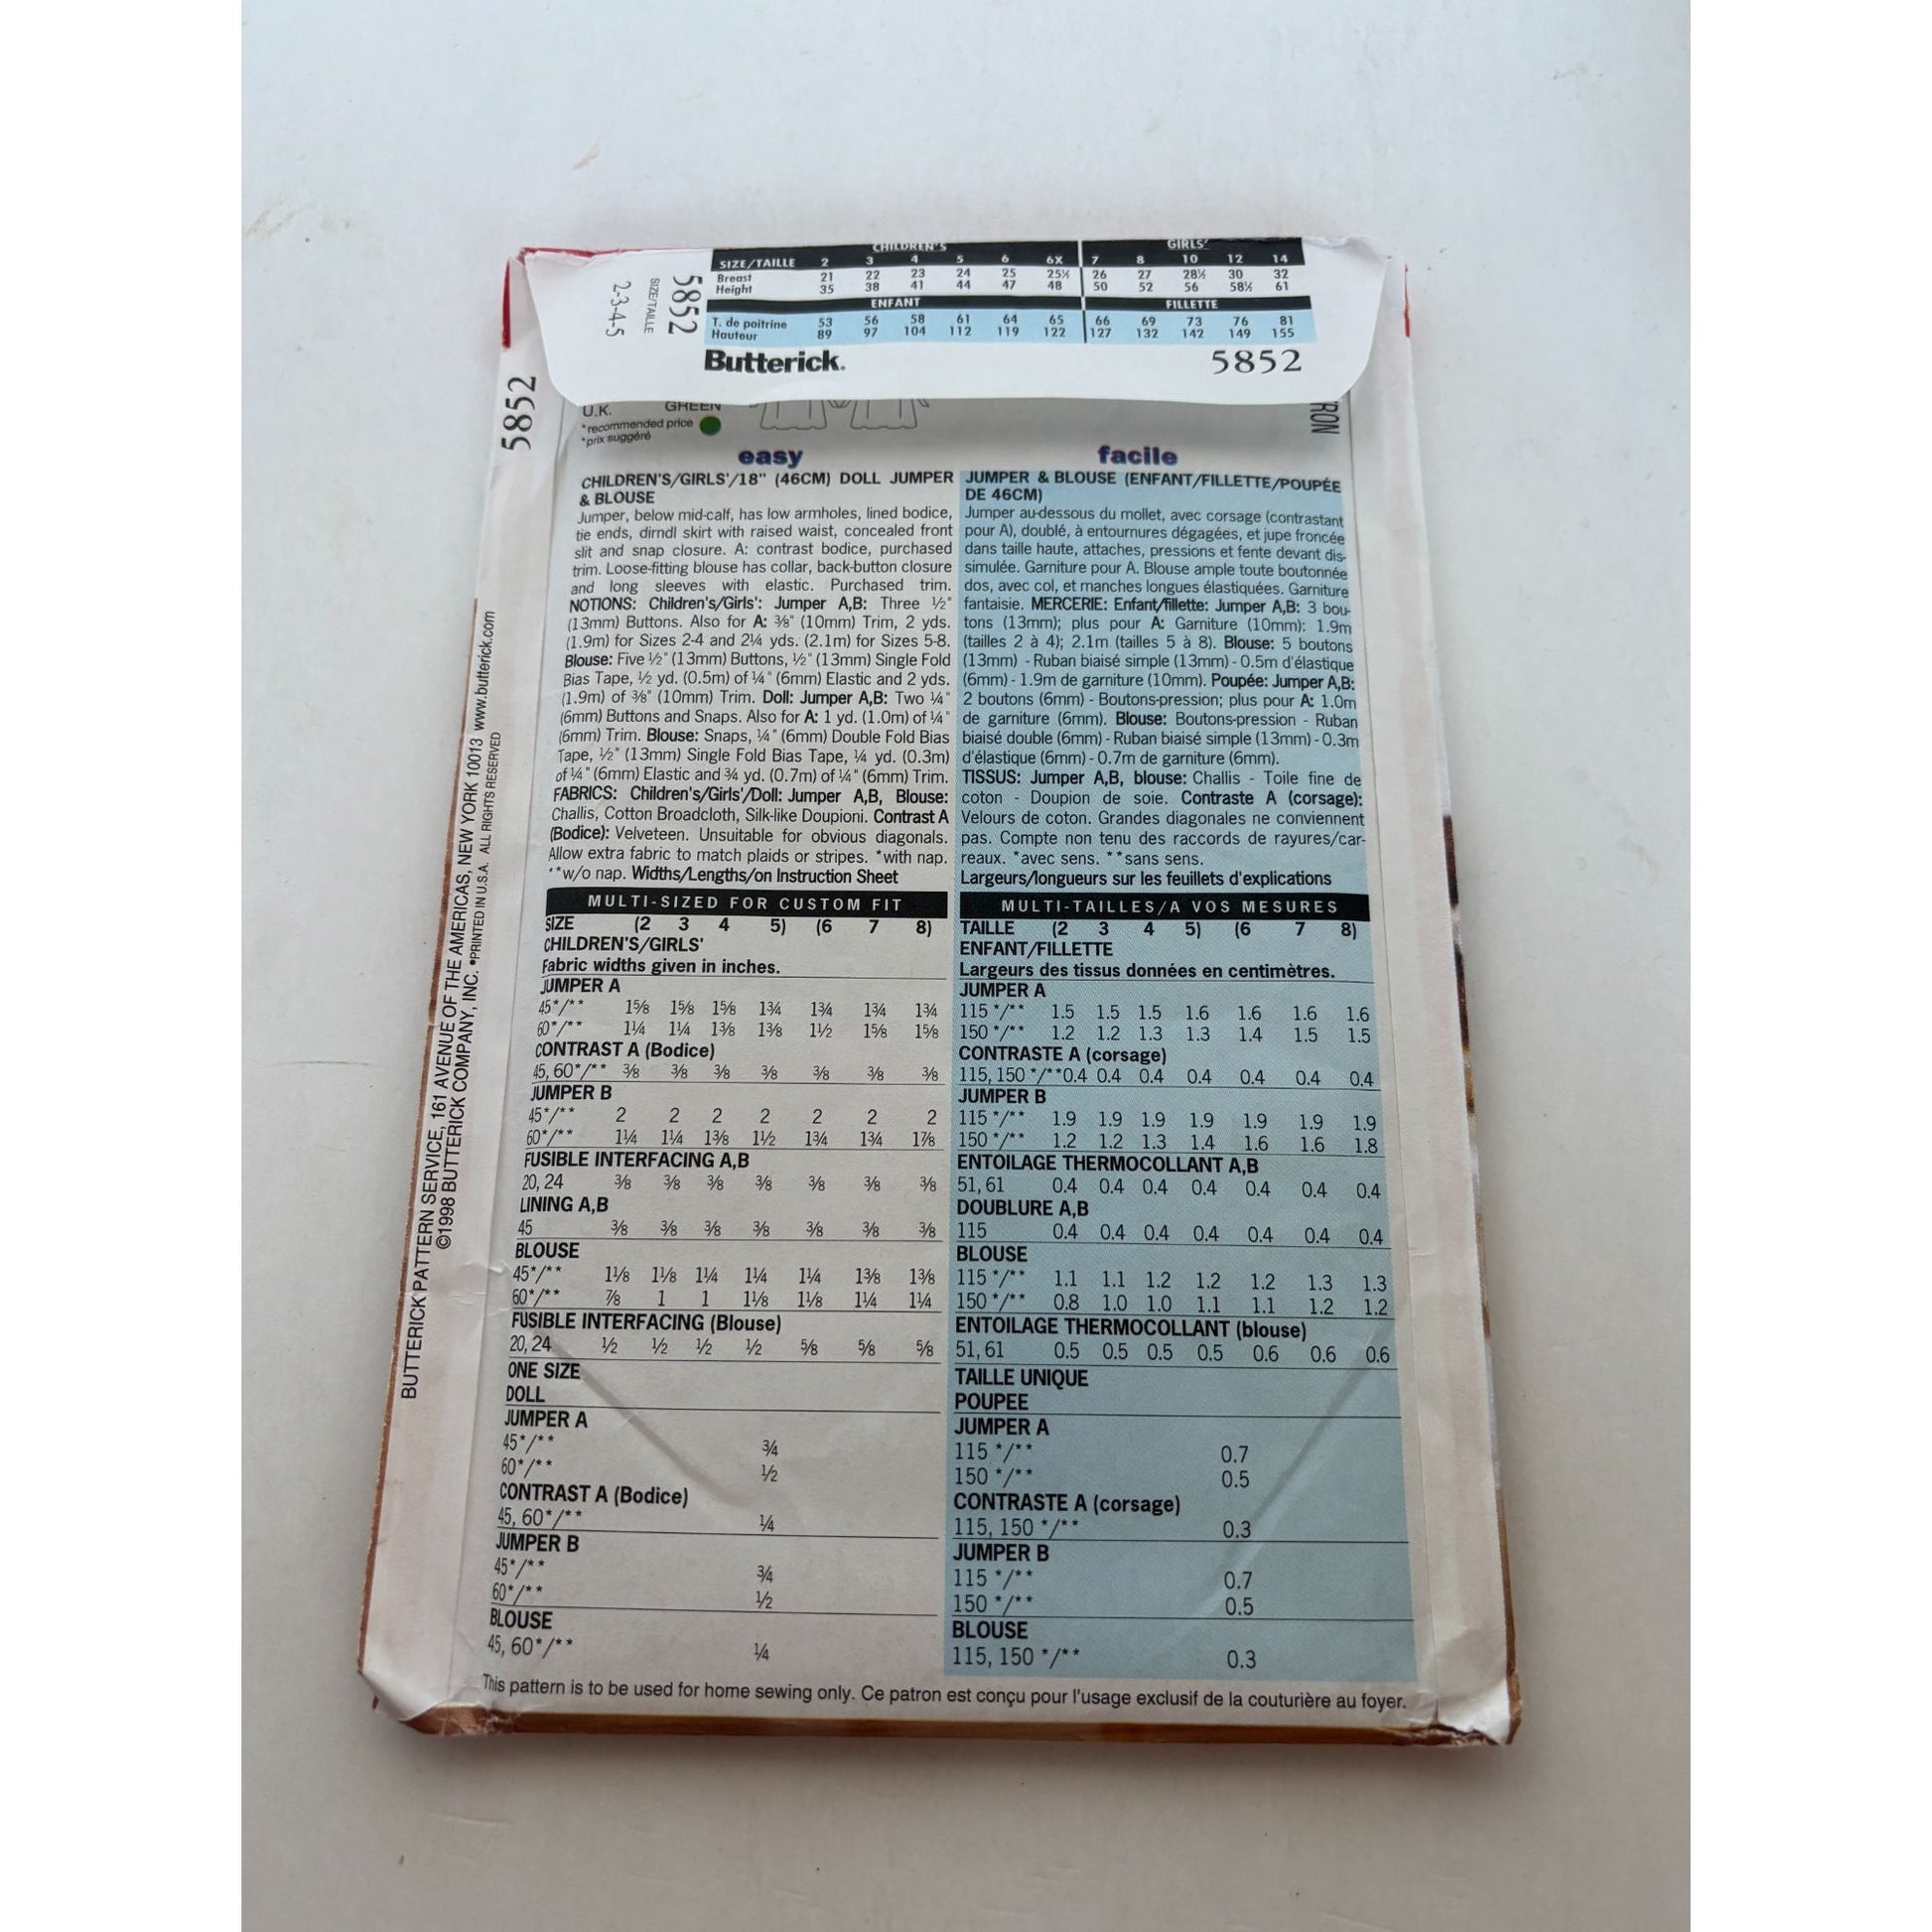 CHILDREN'S GIRLS'
SIZE/TAILLE 2 3 4 5 6 6X 7 8 10 12 14
Breast 21 22 23 24 25 25½ 26 27 28½ 30 32
Height 35 38 41 44 47 48 50 52 56 58½ 61
ENFANT FILLETTE
T. de poitrine 53 56 58 61 64 65 66 69 73 76 81
Hauteur 89 97 104 112 119 122 127 132 142 149 155
Butterick. 5852
5852
SIZE/TAILLE
2-3-4-5
5852
U.K. GREEN
*recommended price
*prix suggéré
RON
easy
CHILDREN'S/GIRLS'/18" (46CM) DOLL JUMPER
& BLOUSE
Jumper, below mid-calf, has low armholes, lined bodice,
tie ends, dirndl skirt with raised waist, concealed front
slit and snap closure. A: contrast bodice, purchased
trim. Loose-fitting blouse has collar, back-button closure
and long sleeves with elastic. Purchased trim.
NOTIONS: Children's/Girls': Jumper A,B: Three ½"
(13mm) Buttons. Also for A: ⅜" (10mm) Trim, 2 yds.
(1.9m) for Sizes 2-4 and 2¼ yds. (2.1m) for Sizes 5-8.
Blouse: Five ½" (13mm) Buttons, ½" (13mm) Single Fold
Bias Tape, ½ yd. (0.5m) of ¼" (6mm) Elastic and 2 yds.
(1.9m) of ⅜" (10mm) Trim. Doll: Jumper A,B: Two ¼"
(6mm) Buttons and Snaps. Also for A: 1 yd. (1.0m) of ¼"
(6mm) Trim. Blouse: Snaps, ¼" (6mm) Double Fold Bias
Tape, ½" (13mm) Single Fold Bias Tape, ¼ yd. (0.3m)
of ¼" (6mm) Elastic and ¾ yd. (0.7m) of ¼" (6mm) Trim.
FABRICS: Children's/Girls'/Doll: Jumper A,B, Blouse:
Challis, Cotton Broadcloth, Silk-like Doupioni. Contrast A
(Bodice): Velveteen. Unsuitable for obvious diagonals.
Allow extra fabric to match plaids or stripes. *with nap.
**w/o nap. Widths/Lengths/on Instruction Sheet
MULTI-SIZED FOR CUSTOM FIT
SIZE (2 3 4 5) (6 7 8)
CHILDREN'S/GIRLS'
Fabric widths given in inches.
JUMPER A
45*/** 1⅝ 1⅝ 1⅝ 1¾ 1¾ 1¾ 1¾
60*/** 1¼ 1¼ 1⅜ 1⅜ 1½ 1⅝ 1⅝
CONTRAST A (Bodice)
45, 60*/** ⅜ ⅜ ⅜ ⅜ ⅜ ⅜ ⅜
JUMPER B
45*/** 2 2 2 2 2 2 2
60*/** 1¼ 1¼ 1⅜ 1½ 1¾ 1¾ 1⅞
FUSIBLE INTERFACING A,B
20, 24 ⅜ ⅜ ⅜ ⅜ ⅜ ⅜ ⅜
LINING A,B
45 ⅜ ⅜ ⅜ ⅜ ⅜ ⅜ ⅜
BLOUSE
45*/** 1⅛ 1⅛ 1¼ 1¼ 1¼ 1⅜ 1⅜
60*/** ⅞ 1 1 1⅛ 1⅛ 1¼ 1¼
FUSIBLE INTERFACING (Blouse)
20, 24 ½ ½ ½ ½ ⅝ ⅝ ⅝
ONE SIZE
DOLL
JUMPER A
45*/** ¾
60*/** ½
CONTRAST A (Bodice)
45, 60*/** ¼
JUMPER B
45*/** ¾
60*/** ½
BLOUSE
45, 60*/** ¼
facile
JUMPER & BLOUSE (ENFANT/FILLETTE/POUPÉE
DE 46CM)
Jumper au-dessous du mollet, avec corsage (contrastant
pour A), doublé, à entournures dégagées, et jupe froncée
dans taille haute, attaches, pressions et fente devant dis-
simulée. Garniture pour A. Blouse ample toute boutonnée
dos, avec col, et manches longues élastiquées. Garniture
fantaisie. MERCERIE: Enfant/fillette: Jumper A,B: 3 bou-
tons (13mm); plus pour A: Garniture (10mm): 1.9m
(tailles 2 à 4); 2.1m (tailles 5 à 8). Blouse: 5 boutons
(13mm) - Ruban biaisé simple (13mm) - 0.5m d'élastique
(6mm) - 1.9m de garniture (10mm). Poupée: Jumper A,B:
2 boutons (6mm) - Boutons-pression; plus pour A: 1.0m
de garniture (6mm). Blouse: Boutons-pression - Ruban
biaisé double (6mm) - Ruban biaisé simple (13mm) - 0.3m
d'élastique (6mm) - 0.7m de garniture (6mm).
TISSUS: Jumper A,B, blouse: Challis - Toile fine de
coton - Doupion de soie. Contraste A (corsage):
Velours de coton. Grandes diagonales ne conviennent
pas. Compte non tenu des raccords de rayures/car-
reaux. *avec sens. **sans sens.
Largeurs/longueurs sur les feuillets d'explications
MULTI-TAILLES/A VOS MESURES
TAILLE (2 3 4 5) (6 7 8)
ENFANT/FILLETTE
Largeurs des tissus données en centimètres.
JUMPER A
115 */** 1.5 1.5 1.5 1.6 1.6 1.6 1.6
150 */** 1.2 1.2 1.3 1.3 1.4 1.5 1.5
CONTRASTE A (corsage)
115, 150 */** 0.4 0.4 0.4 0.4 0.4 0.4 0.4
JUMPER B
115 */** 1.9 1.9 1.9 1.9 1.9 1.9 1.9
150 */** 1.2 1.2 1.3 1.4 1.6 1.6 1.8
ENTOILAGE THERMOCOLLANT A,B
51, 61 0.4 0.4 0.4 0.4 0.4 0.4 0.4
DOUBLURE A,B
115 0.4 0.4 0.4 0.4 0.4 0.4 0.4
BLOUSE
115 */** 1.1 1.1 1.2 1.2 1.2 1.3 1.3
150 */** 0.8 1.0 1.0 1.1 1.1 1.2 1.2
ENTOILAGE THERMOCOLLANT (blouse)
51, 61 0.5 0.5 0.5 0.5 0.6 0.6 0.6
TAILLE UNIQUE
POUPEE
JUMPER A
115 */** 0.7
150 */** 0.5
CONTRASTE A (corsage)
115, 150 */** 0.3
JUMPER B
115 */** 0.7
150 */** 0.5
BLOUSE
115, 150 */** 0.3
This pattern is to be used for home sewing only. Ce patron est conçu pour l'usage exclusif de la couturière au foyer.
BUTTERICK PATTERN SERVICE, 161 AVENUE OF THE AMERICAS, NEW YORK 10013 www.butterick.com
©1998 BUTTERICK COMPANY, INC. •PRINTED IN U.S.A. ALL RIGHTS RESERVED